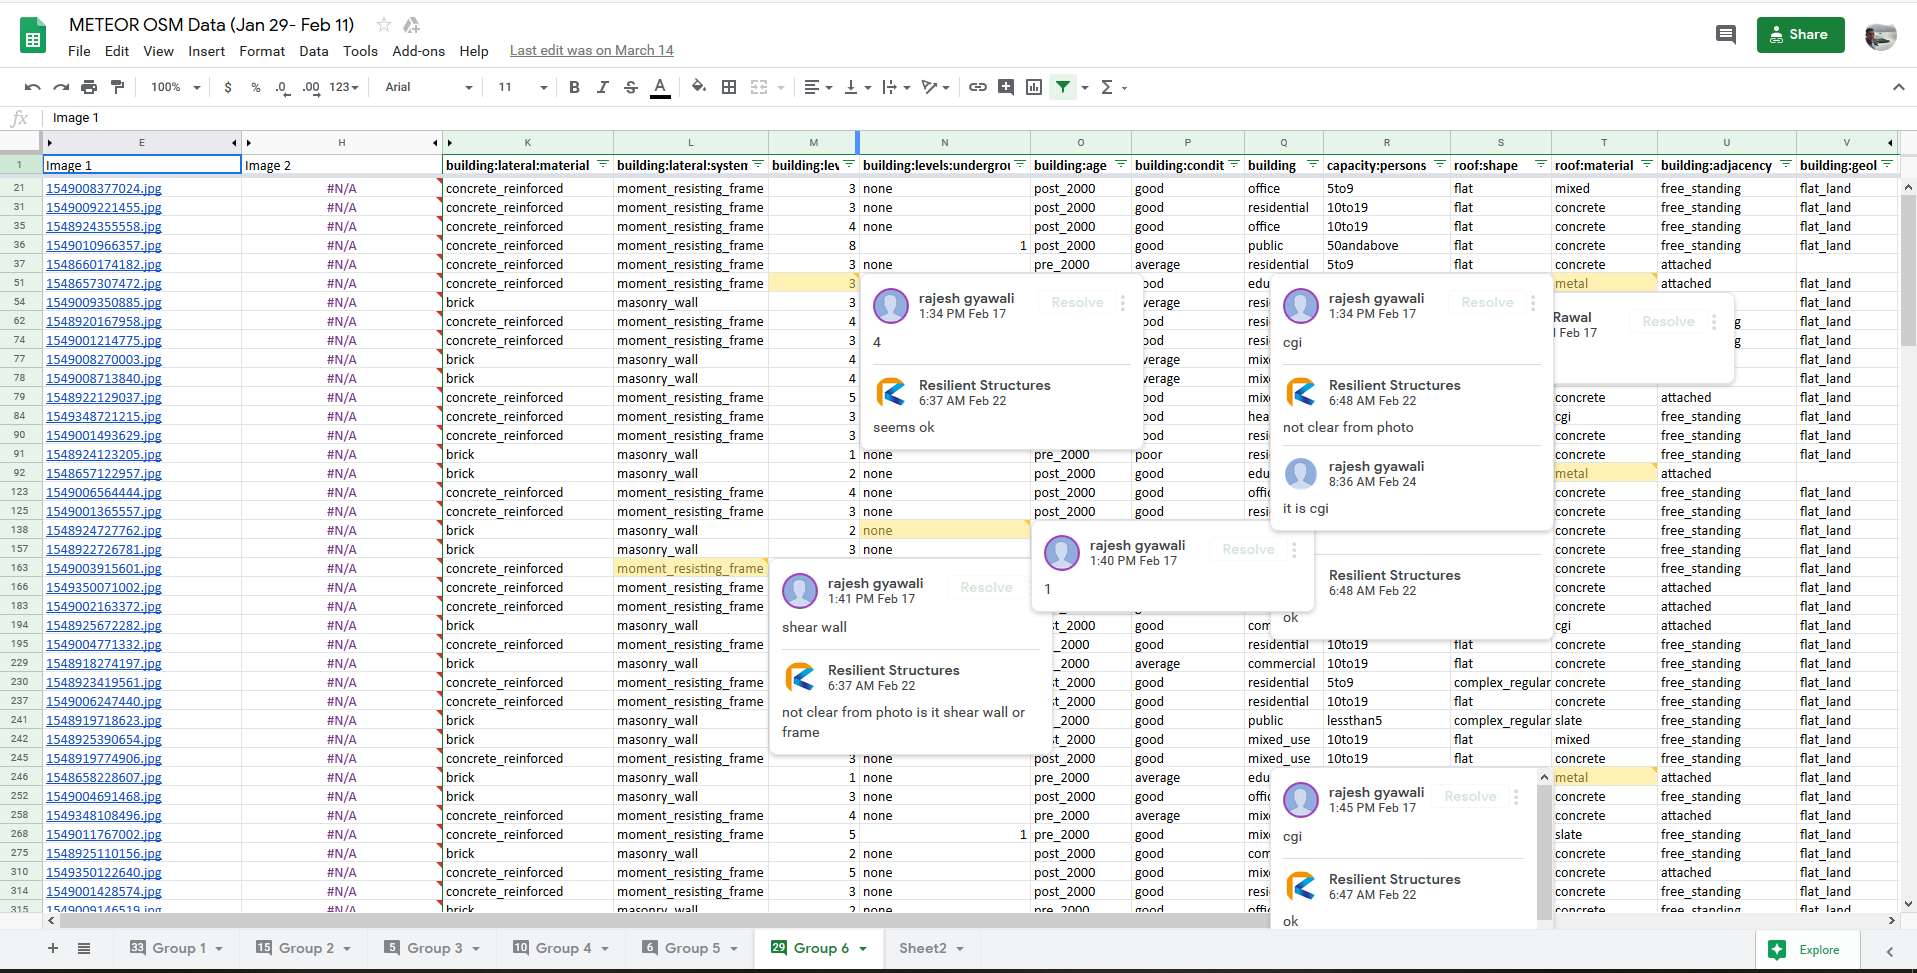 METEOR OSM Data (Jan 29- Feb 11)
File Edit View Insert Format Data Tools Add-ons Help Last edit was on March 14
Share
100% $ % .0 .00 123 Arial 11 B I S A
fx Image 1
E H K L M N O P Q R S T U V
1 Image 1 Image 2 building:lateral:material building:lateral:system building:lev building:levels:undergrou building:age building:condit building capacity:persons roof:shape roof:material building:adjacency building:geol
21 1549008377024.jpg #N/A concrete_reinforced moment_resisting_frame 3 none post_2000 good office 5to9 flat mixed free_standing flat_land
31 1549009221455.jpg #N/A concrete_reinforced moment_resisting_frame 3 none post_2000 good residential 10to19 flat concrete free_standing flat_land
35 1548924355558.jpg #N/A concrete_reinforced moment_resisting_frame 4 none post_2000 good office 10to19 flat concrete free_standing flat_land
36 1549010966357.jpg #N/A concrete_reinforced moment_resisting_frame 8 1 post_2000 good public 50andabove flat concrete free_standing flat_land
37 1548660174182.jpg #N/A concrete_reinforced moment_resisting_frame 3 none pre_2000 average residential 5to9 flat concrete attached
51 1548657307472.jpg #N/A concrete_reinforced moment_resisting_frame 3 good edu metal attached flat_land
54 1549009350885.jpg #N/A brick masonry_wall 3 verage resi flat_land
62 1548920167958.jpg #N/A concrete_reinforced moment_resisting_frame 4 ood resi flat_land
74 1549001214775.jpg #N/A concrete_reinforced moment_resisting_frame 3 ood resi flat_land
77 1548008270003.jpg #N/A brick masonry_wall 4 verage mix flat_land
78 1549008713840.jpg #N/A brick masonry_wall 4 verage mix flat_land
79 1548922129037.jpg #N/A concrete_reinforced moment_resisting_frame 5 ood mix concrete attached flat_land
84 1549348721215.jpg #N/A concrete_reinforced moment_resisting_frame 3 ood hea cgi free_standing flat_land
90 1549001493629.jpg #N/A concrete_reinforced moment_resisting_frame 3 ood resi concrete free_standing flat_land
91 1548924123205.jpg #N/A brick masonry_wall 1 none pre_2000 poor resi concrete free_standing flat_land
92 1548657122957.jpg #N/A brick masonry_wall 2 none post_2000 good edu metal attached
123 1549006564444.jpg #N/A concrete_reinforced moment_resisting_frame 4 none post_2000 good offic concrete free_standing flat_land
125 1549001365557.jpg #N/A concrete_reinforced moment_resisting_frame 3 none post_2000 good resi concrete free_standing flat_land
138 1548924727762.jpg #N/A brick masonry_wall 2 none concrete free_standing flat_land
157 1548922726781.jpg #N/A brick masonry_wall 3 none concrete free_standing flat_land
163 1549003915601.jpg #N/A concrete_reinforced moment_resisting_frame concrete free_standing flat_land
166 1549350071002.jpg #N/A concrete_reinforced moment_resisting_frame concrete attached flat_land
183 1549002163372.jpg #N/A concrete_reinforced moment_resisting_frame concrete attached flat_land
194 1548925672282.jpg #N/A brick masonry_wall st_2000 good com cgi attached flat_land
195 1549004771332.jpg #N/A concrete_reinforced moment_resisting_frame _2000 good residential 10to19 flat concrete free_standing flat_land
229 1548918274197.jpg #N/A brick masonry_wall _2000 average commercial 10to19 flat concrete free_standing flat_land
230 1548923419561.jpg #N/A concrete_reinforced moment_resisting_frame st_2000 good residential 5to9 complex_regular concrete free_standing flat_land
237 1549006247440.jpg #N/A concrete_reinforced moment_resisting_frame st_2000 good residential 10to19 flat concrete free_standing flat_land
241 1548919718623.jpg #N/A brick masonry_wall _2000 good public lessthan5 complex_regular slate free_standing flat_land
242 1548925390654.jpg #N/A brick masonry_wall st_2000 good mixed_use 10to19 flat mixed free_standing flat_land
245 1548919774906.jpg #N/A concrete_reinforced moment_resisting_frame 3 none post_2000 good mixed_use 10to19 flat concrete free_standing flat_land
246 1548658228607.jpg #N/A brick masonry_wall 1 none pre_2000 average edu metal attached flat_land
252 1549004691468.jpg #N/A brick masonry_wall 3 none post_2000 good offic concrete free_standing flat_land
258 1549348108496.jpg #N/A concrete_reinforced moment_resisting_frame 4 none pre_2000 average mix concrete attached flat_land
268 1549011767002.jpg #N/A concrete_reinforced moment_resisting_frame 5 1 pre_2000 good mix slate free_standing flat_land
275 1548925110156.jpg #N/A brick masonry_wall 2 none post_2000 good com concrete free_standing flat_land
310 1549350122640.jpg #N/A concrete_reinforced moment_resisting_frame 5 none post_2000 good mix concrete attached flat_land
314 1549001428574.jpg #N/A concrete_reinforced moment_resisting_frame 3 none post_2000 good resi concrete free_standing flat_land
315 1549009146519.jpg #N/A brick masonry_wall 2 none pre_2000 good offic concrete free_standing flat_land
rajesh gyawali Resolve
1:34 PM Feb 17
4
Resilient Structures
6:37 AM Feb 22
seems ok
rajesh gyawali Resolve
1:34 PM Feb 17
cgi
Resilient Structures
6:48 AM Feb 22
not clear from photo
rajesh gyawali
8:36 AM Feb 24
it is cgi
Rawal Resolve
Feb 17
rajesh gyawali Resolve
1:40 PM Feb 17
1
Resilient Structures
6:48 AM Feb 22
ok
rajesh gyawali Resolve
1:41 PM Feb 17
shear wall
Resilient Structures
6:37 AM Feb 22
not clear from photo is it shear wall or
frame
rajesh gyawali Resolve
1:45 PM Feb 17
cgi
Resilient Structures
6:47 AM Feb 22
ok
33 Group 1 15 Group 2 5 Group 3 10 Group 4 6 Group 5 29 Group 6 Sheet2 Explore